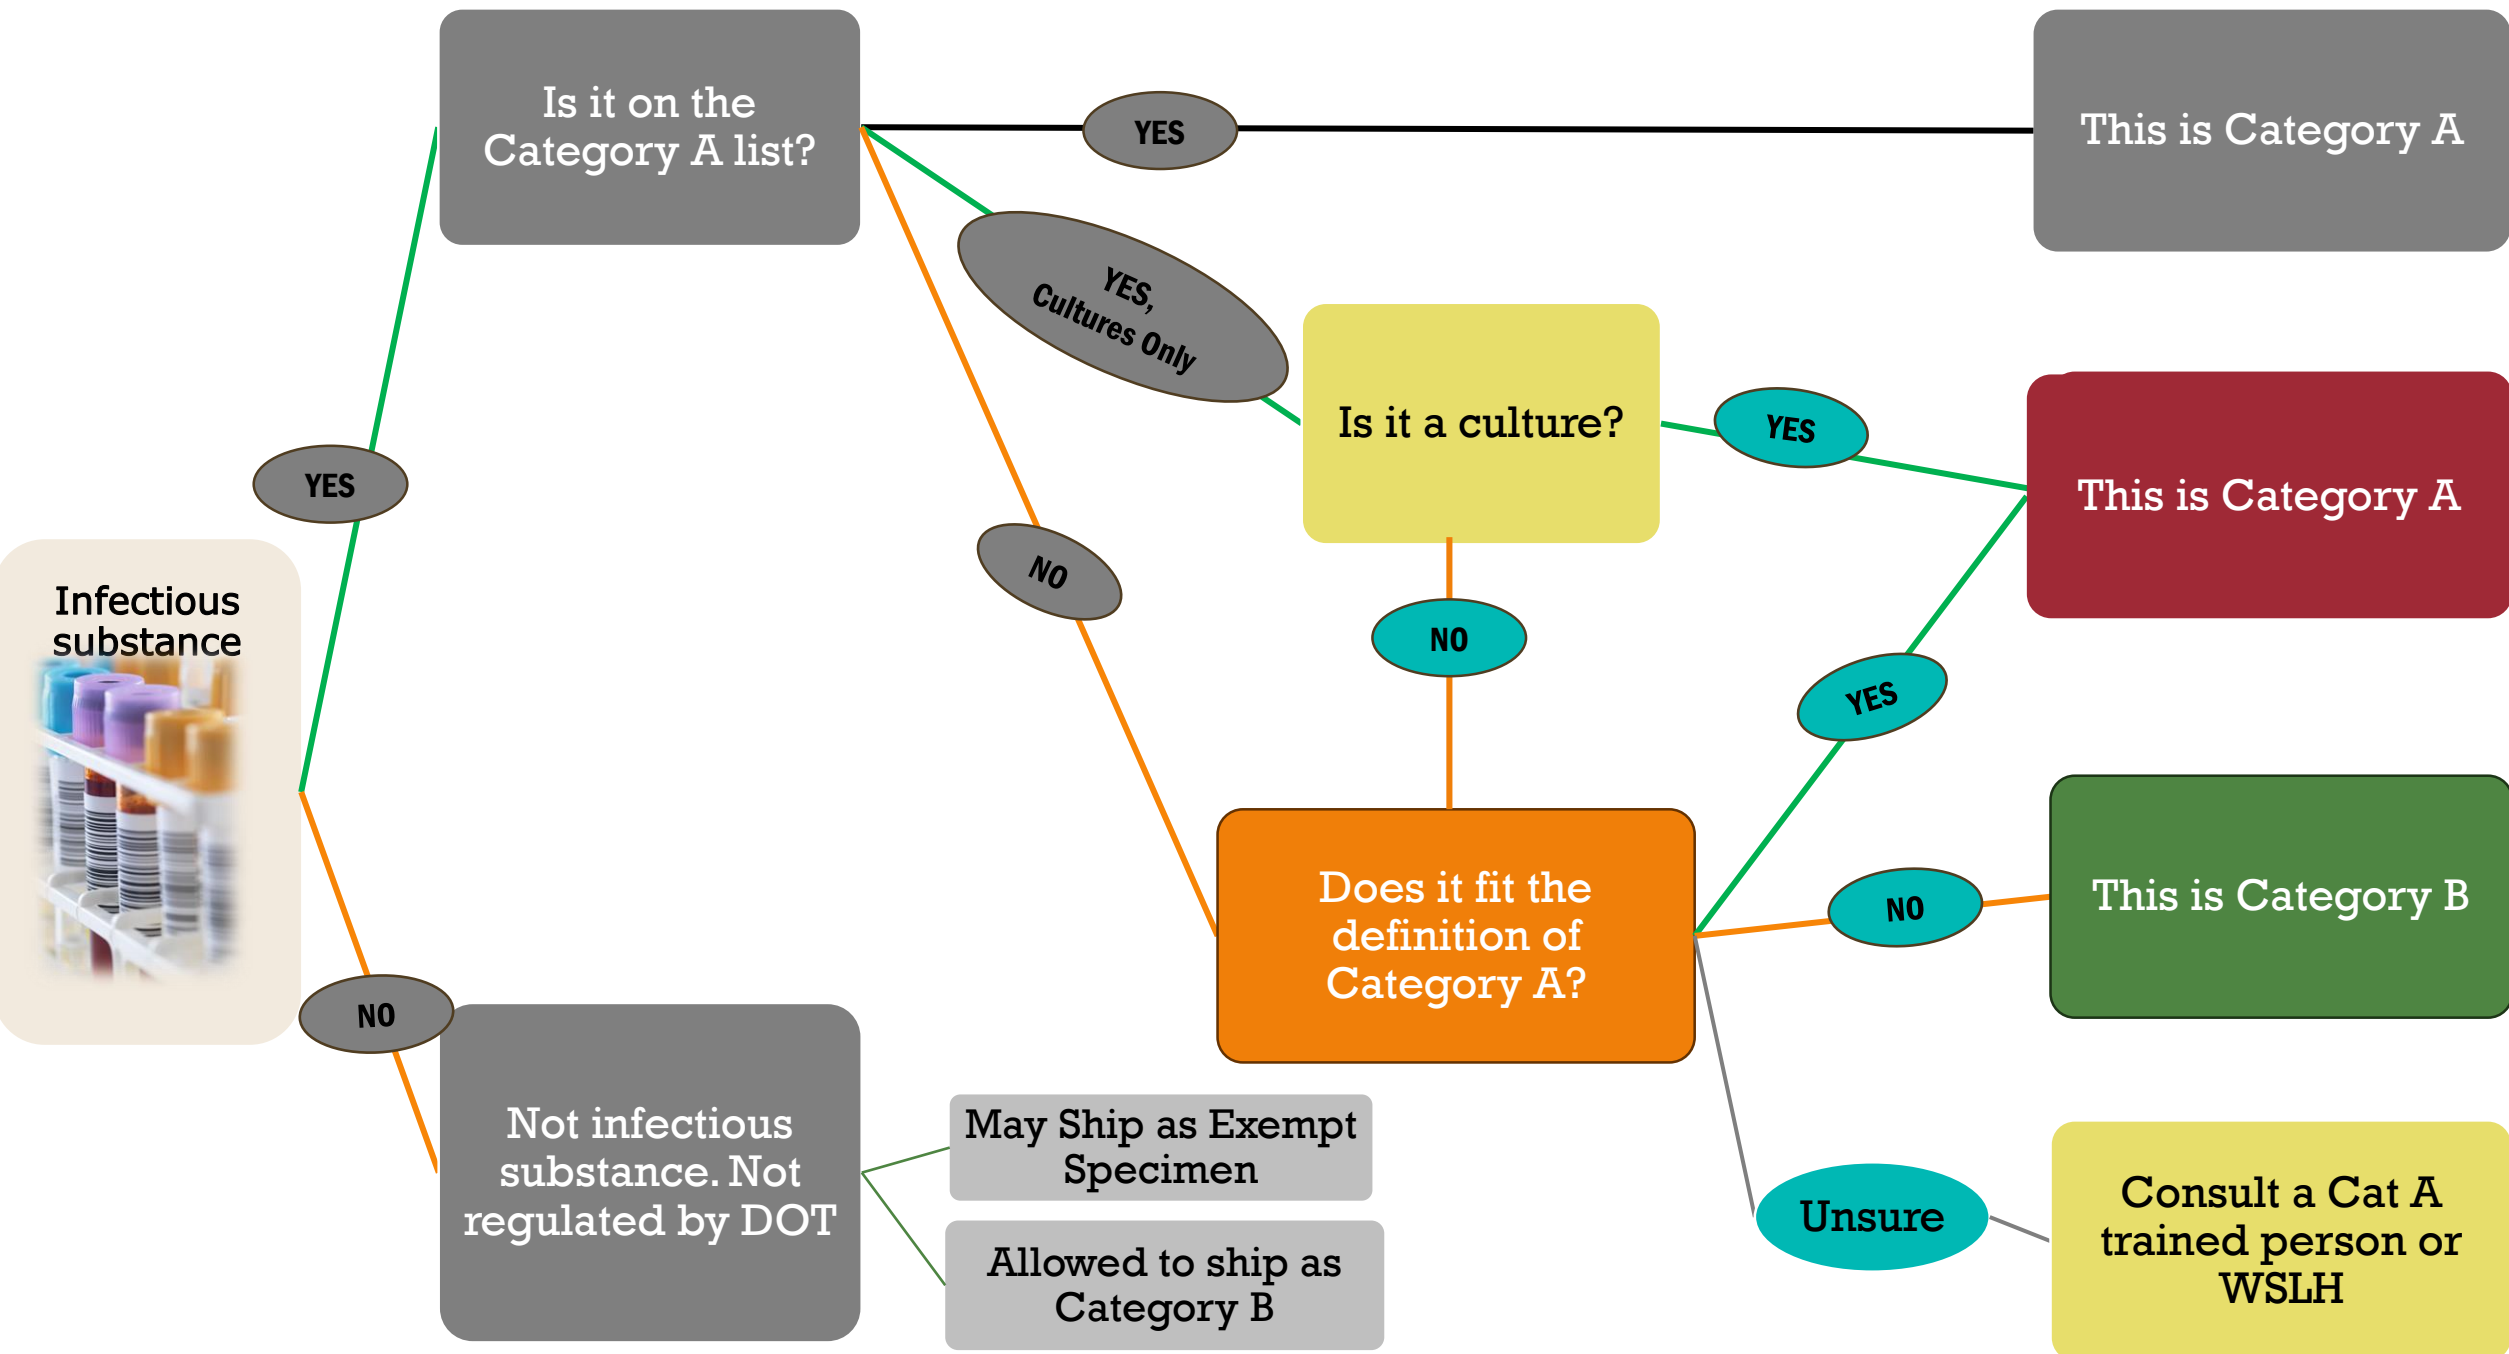 Is it on the
Category A list?
YES
This is Category A
YES,
Cultures Only
Is it a culture?
YES
This is Category A
YES
NO
Infectious
substance
NO
YES
Does it fit the
definition of
Category A?
NO
This is Category B
NO
Not infectious
substance. Not
regulated by DOT
May Ship as Exempt
Specimen
Allowed to ship as
Category B
Unsure
Consult a Cat A
trained person or
WSLH